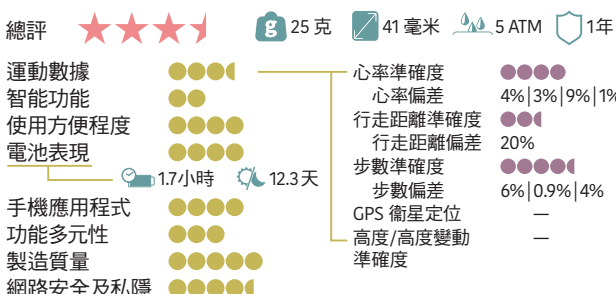 總評 25 克 41 毫米 5 ATM 1年
運動數據
智能功能
使用方便程度
電池表現
1.7小時 12.3天
手機應用程式
功能多元性
製造質量
網路安全及私隱
心率準確度
心率偏差 4%|3%|9%|1%
行走距離準確度
行走距離偏差 20%
步數準確度
步數偏差 6%|0.9%|4%
GPS 衞星定位 —
高度/高度變動 —
準確度